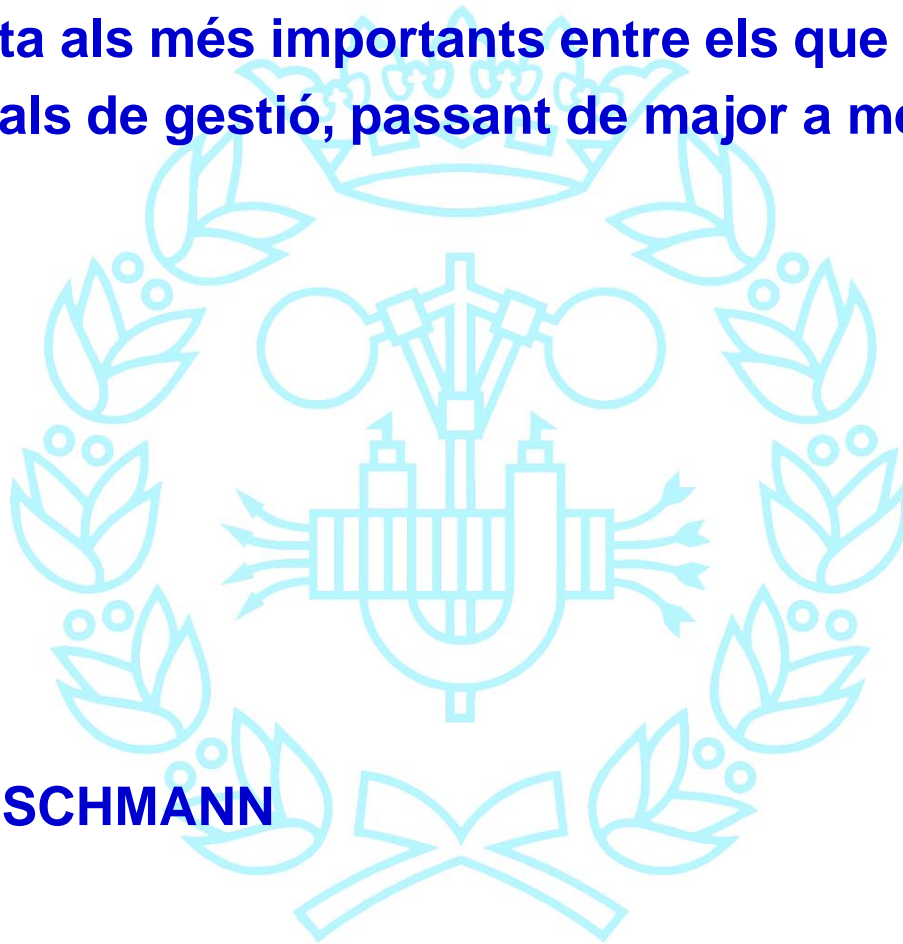 ta als més importants entre els que
als de gestió, passant de major a me
SCHMANN